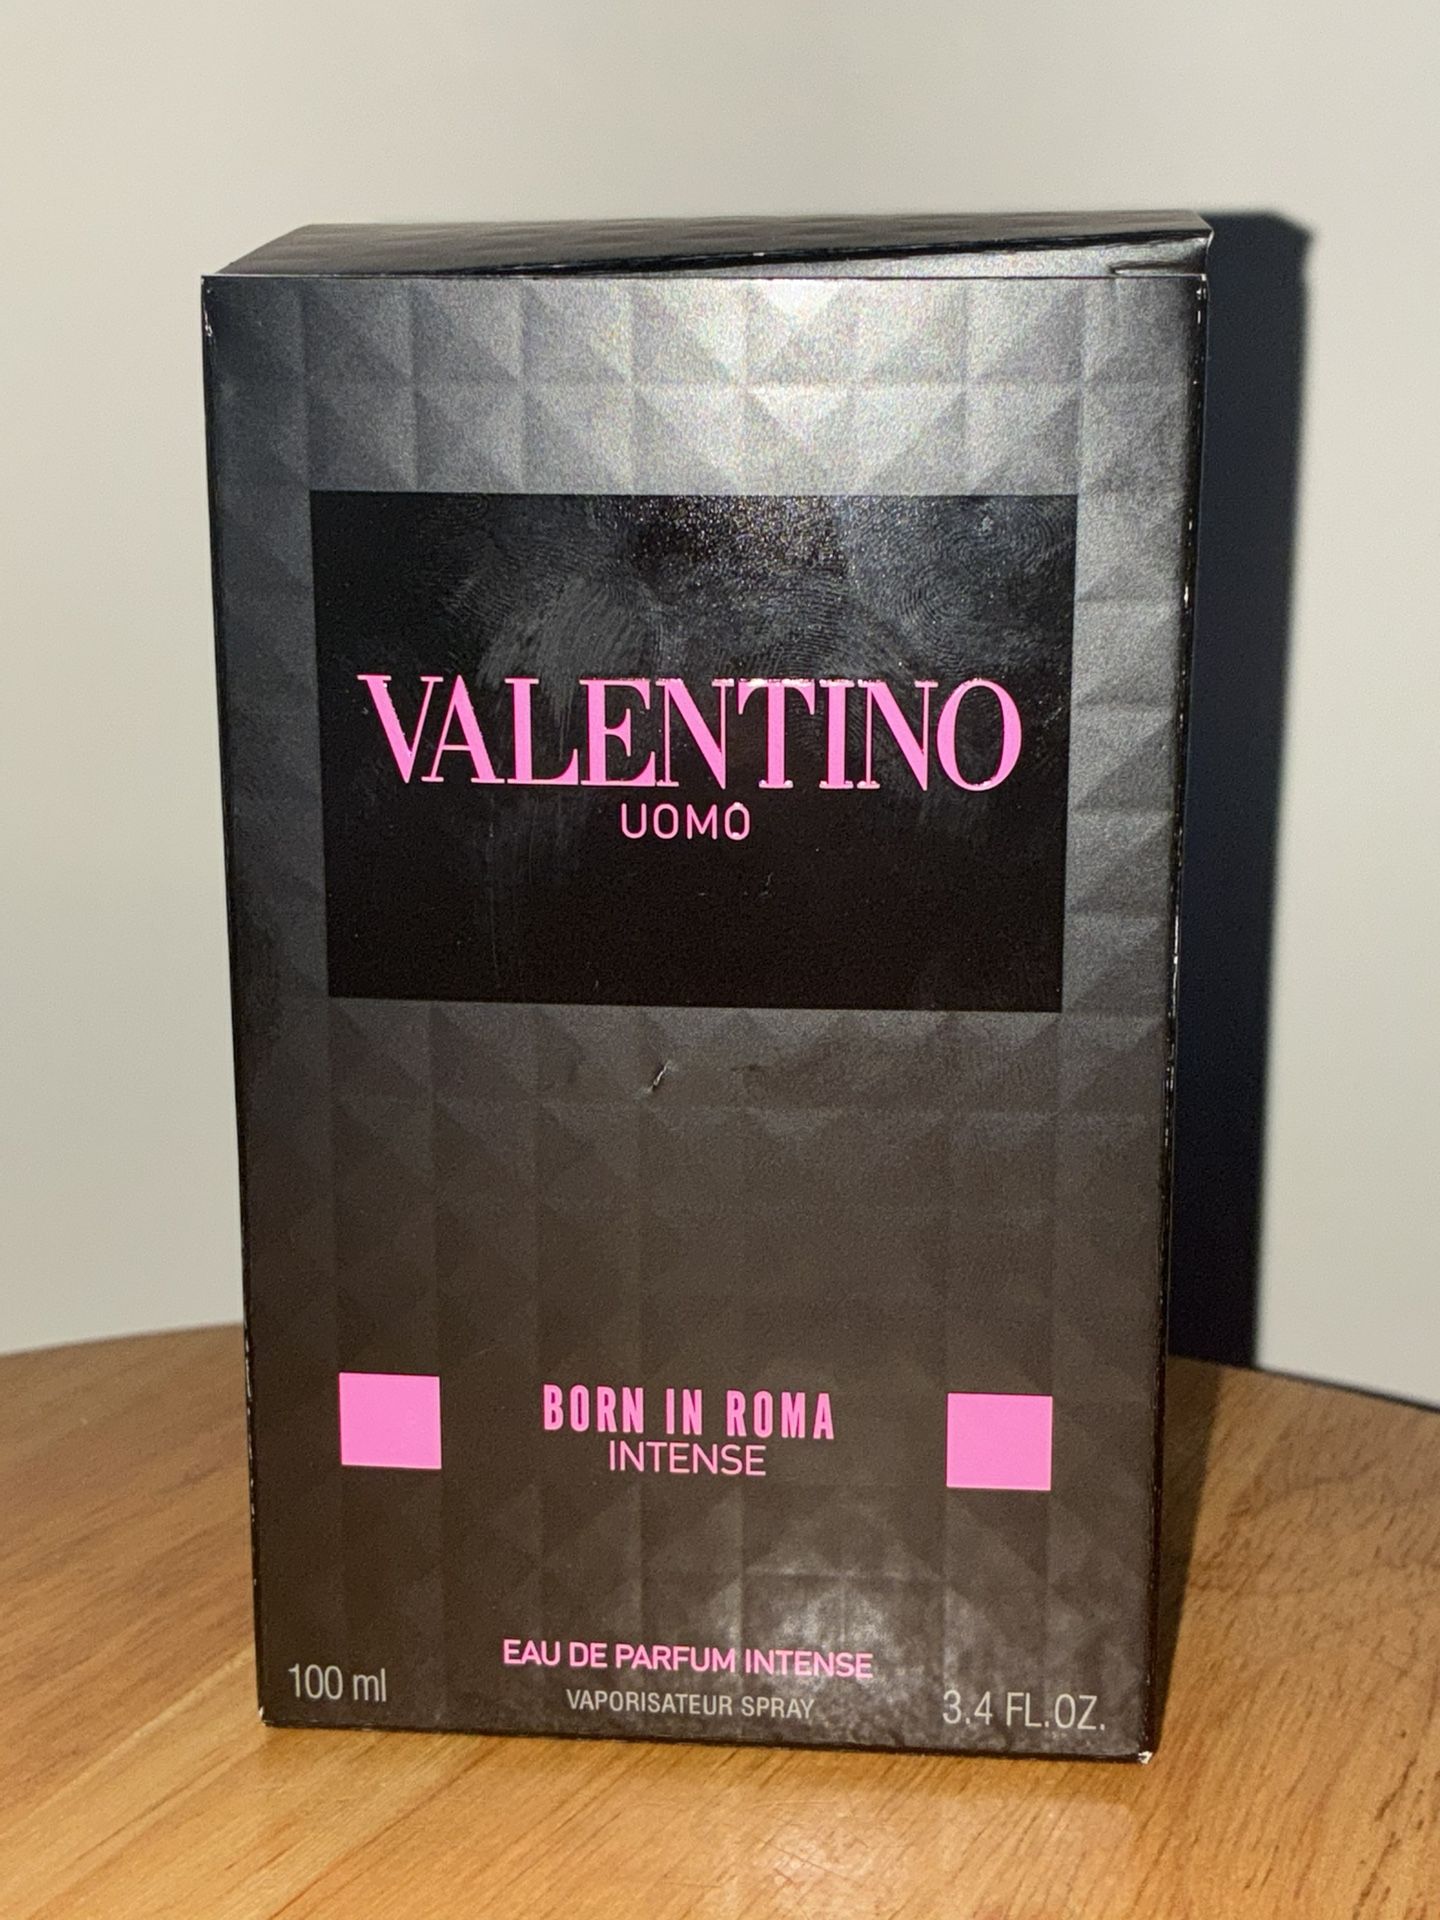 VALENTINO
UOMO
BORN IN ROMA
INTENSE
EAU DE PARFUM INTENSE
100 ml VAPORISATEUR SPRAY 3.4 FL.OZ.